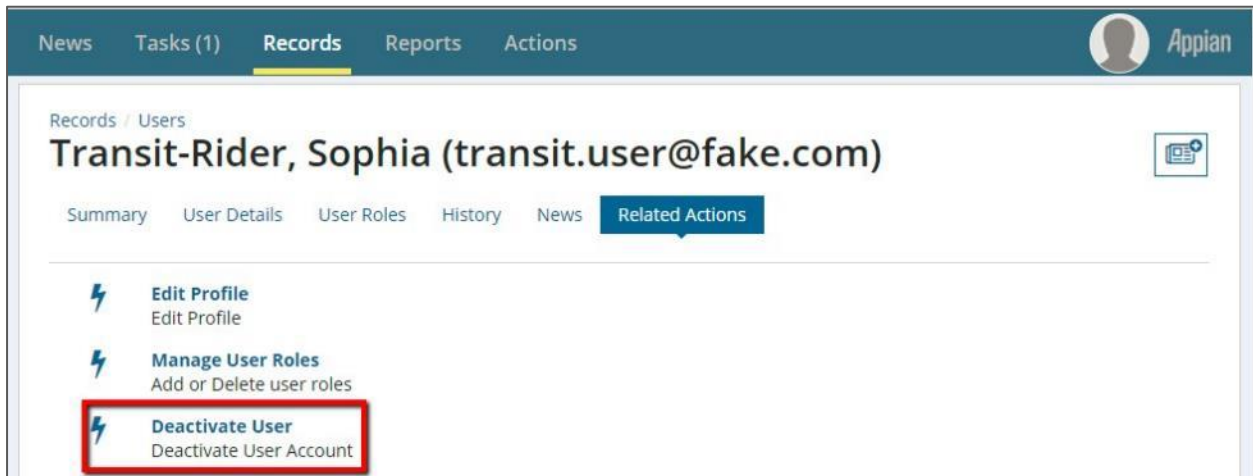 News Tasks (1) Records Reports Actions Appian
Records / Users
Transit-Rider, Sophia (transit.user@fake.com)
Summary User Details User Roles History News Related Actions
Edit Profile
Edit Profile
Manage User Roles
Add or Delete user roles
Deactivate User
Deactivate User Account